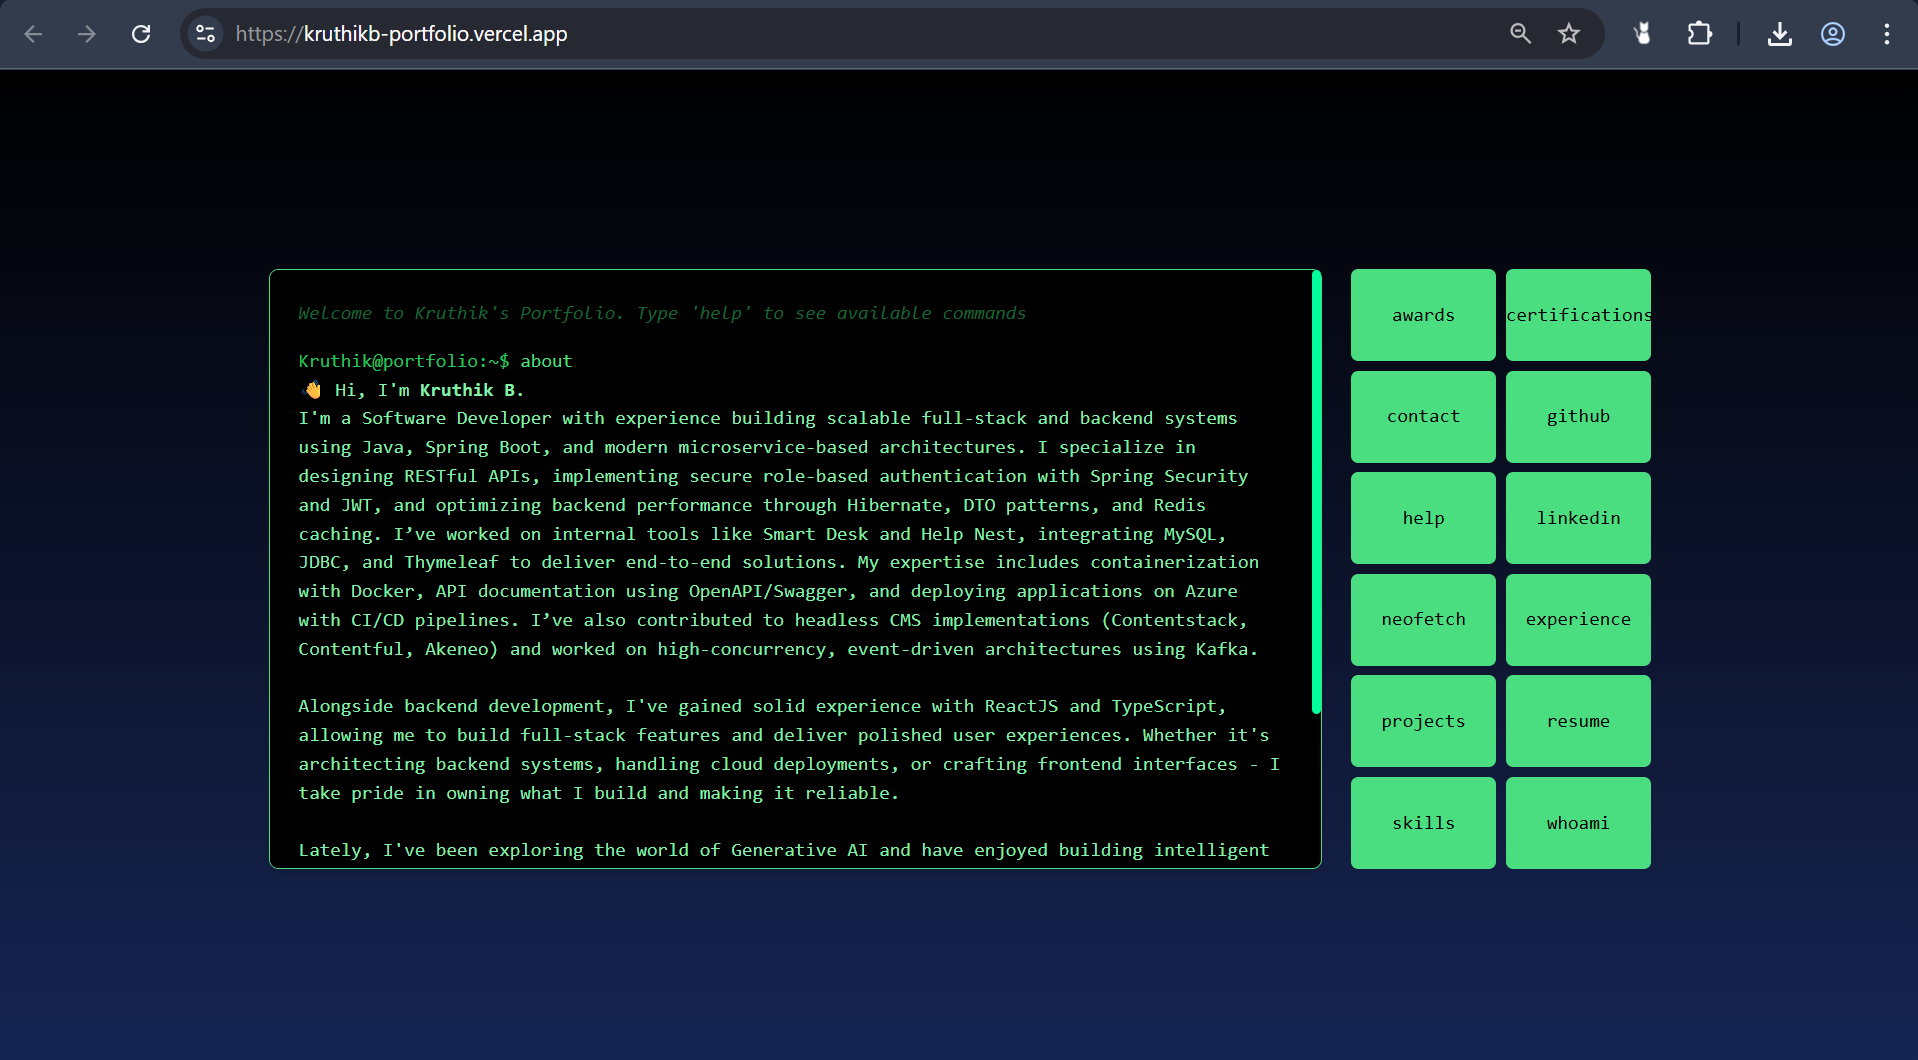 https://kruthikb-portfolio.vercel.app
Welcome to Kruthik's Portfolio. Type 'help' to see available commands
Kruthik@portfolio:~$ about
👋 Hi, I'm Kruthik B.
I'm a Software Developer with experience building scalable full-stack and backend systems
using Java, Spring Boot, and modern microservice-based architectures. I specialize in
designing RESTful APIs, implementing secure role-based authentication with Spring Security
and JWT, and optimizing backend performance through Hibernate, DTO patterns, and Redis
caching. I’ve worked on internal tools like Smart Desk and Help Nest, integrating MySQL,
JDBC, and Thymeleaf to deliver end-to-end solutions. My expertise includes containerization
with Docker, API documentation using OpenAPI/Swagger, and deploying applications on Azure
with CI/CD pipelines. I’ve also contributed to headless CMS implementations (Contentstack,
Contentful, Akeneo) and worked on high-concurrency, event-driven architectures using Kafka.
Alongside backend development, I've gained solid experience with ReactJS and TypeScript,
allowing me to build full-stack features and deliver polished user experiences. Whether it's
architecting backend systems, handling cloud deployments, or crafting frontend interfaces - I
take pride in owning what I build and making it reliable.
Lately, I've been exploring the world of Generative AI and have enjoyed building intelligent
awards
certifications
contact
github
help
linkedin
neofetch
experience
projects
resume
skills
whoami